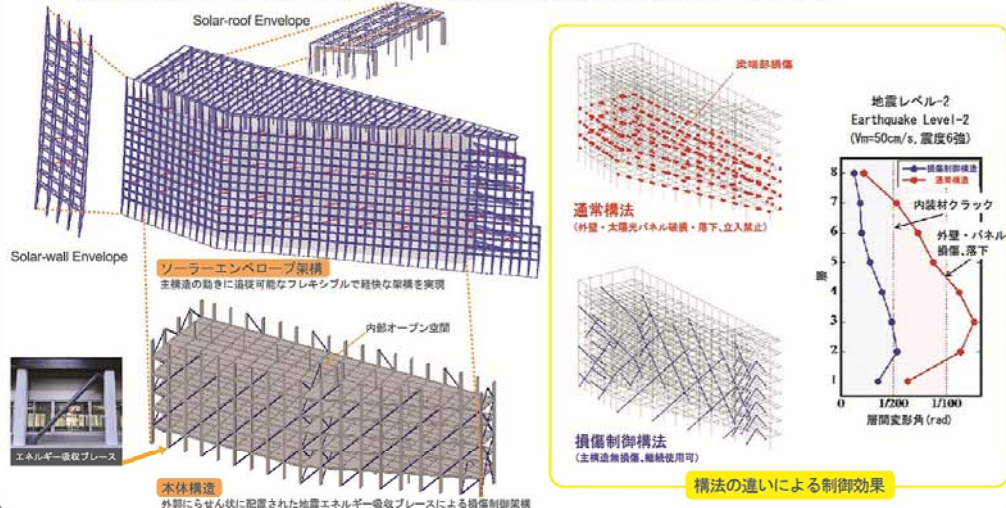 Solar-roof Envelope
Solar-wall Envelope
ソーラーエンベロープ架構
主構造の動きに追従可能なフレキシブルで軽快な架構を実現
内部オープン空間
エネルギー吸収ブレース
本体構造
外郭にらせん状に配置された地震エネルギー吸収ブレースによる損傷制御架構
梁端部損傷
通常構法
(外壁・太陽光パネル破損・落下、立入禁止)
損傷制御構法
(主構造無損傷、継続使用可)
地震レベル-2
Earthquake Level-2
(Vm=50cm/s, 震度6強)
損傷制御構造
通常構造
内装材クラック
外壁・パネル
損傷、落下
階
8
7
6
5
4
3
2
1
0 1/200 1/100
層間変形角(rad)
構法の違いによる制御効果